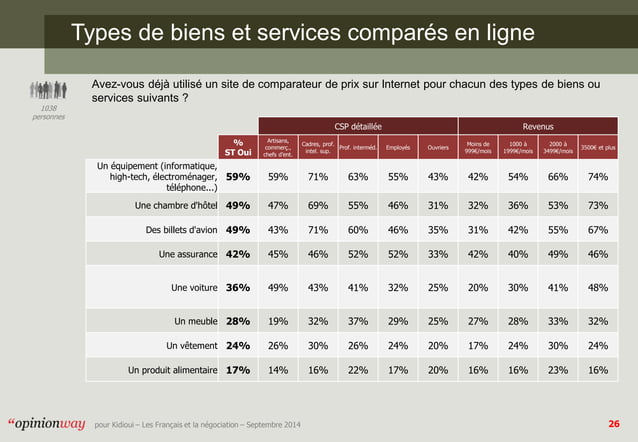 Types de biens et services comparés en ligne
Avez-vous déjà utilisé un site de comparateur de prix sur Internet pour chacun des types de biens ou
services suivants ?
1038
personnes
CSP détaillée Revenus
% ST Oui Artisans, commerç., chefs d'ent. Cadres, prof. intel. sup. Prof. interméd. Employés Ouvriers Moins de 999€/mois 1000 à 1999€/mois 2000 à 3499€/mois 3500€ et plus
Un équipement (informatique,
high-tech, électroménager,
téléphone...) 59% 59% 71% 63% 55% 43% 42% 54% 66% 74%
Une chambre d'hôtel 49% 47% 69% 55% 46% 31% 32% 36% 53% 73%
Des billets d'avion 49% 43% 71% 60% 46% 35% 31% 42% 55% 67%
Une assurance 42% 45% 46% 52% 52% 33% 42% 40% 49% 46%
Une voiture 36% 49% 43% 41% 32% 25% 20% 30% 41% 48%
Un meuble 28% 19% 32% 37% 29% 25% 27% 28% 33% 32%
Un vêtement 24% 26% 30% 26% 24% 20% 17% 24% 30% 24%
Un produit alimentaire 17% 14% 16% 22% 17% 20% 16% 16% 23% 16%
“opinionway
pour Kidioui – Les Français et la négociation – Septembre 2014
26